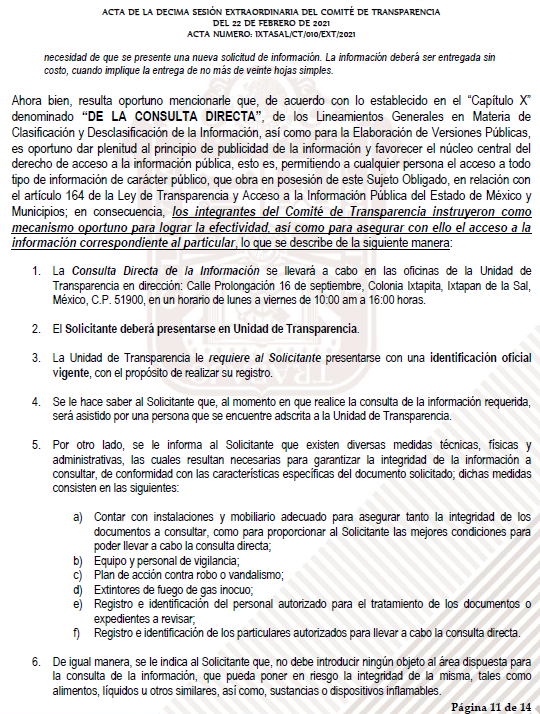 ACTA DE LA DECIMA SESIÓN EXTRAORDINARIA DEL COMITÉ DE TRANSPARENCIA
DEL 22 DE FEBRERO DE 2021
ACTA NUMERO: IXTASAL/CT/010/EXT/2021
necesidad de que se presente una nueva solicitud de información. La información deberá ser entregada sin
costo, cuando implique la entrega de no más de veinte hojas simples.
Ahora bien, resulta oportuno mencionarle que, de acuerdo con lo establecido en el “Capítulo X”
denominado “DE LA CONSULTA DIRECTA”, de los Lineamientos Generales en Materia de
Clasificación y Desclasificación de la Información, así como para la Elaboración de Versiones Públicas,
es oportuno dar plenitud al principio de publicidad de la información y favorecer el núcleo central del
derecho de acceso a la información pública, esto es, permitiendo a cualquier persona el acceso a todo
tipo de información de carácter público, que obra en posesión de este Sujeto Obligado, en relación con
el artículo 164 de la Ley de Transparencia y Acceso a la Información Pública del Estado de México y
Municipios; en consecuencia, los integrantes del Comité de Transparencia instruyeron como
mecanismo oportuno para lograr la efectividad, así como para asegurar con ello el acceso a la
información correspondiente al particular, lo que se describe de la siguiente manera:
1. La Consulta Directa de la Información se llevará a cabo en las oficinas de la Unidad de
Transparencia en dirección: Calle Prolongación 16 de septiembre, Colonia Ixtapita, Ixtapan de la Sal,
México, C.P. 51900, en un horario de lunes a viernes de 10:00 am a 16:00 horas.
2. El Solicitante deberá presentarse en Unidad de Transparencia.
3. La Unidad de Transparencia le requiere al Solicitante presentarse con una identificación oficial
vigente, con el propósito de realizar su registro.
4. Se le hace saber al Solicitante que, al momento en que realice la consulta de la información requerida,
será asistido por una persona que se encuentre adscrita a la Unidad de Transparencia.
5. Por otro lado, se le informa al Solicitante que existen diversas medidas técnicas, físicas y
administrativas, las cuales resultan necesarias para garantizar la integridad de la información a
consultar, de conformidad con las características específicas del documento solicitado; dichas medidas
consisten en las siguientes:
a) Contar con instalaciones y mobiliario adecuado para asegurar tanto la integridad de los
documentos a consultar, como para proporcionar al Solicitante las mejores condiciones para
poder llevar a cabo la consulta directa;
b) Equipo y personal de vigilancia;
c) Plan de acción contra robo o vandalismo;
d) Extintores de fuego de gas inocuo;
e) Registro e identificación del personal autorizado para el tratamiento de los documentos o
expedientes a revisar;
f) Registro e identificación de los particulares autorizados para llevar a cabo la consulta directa.
6. De igual manera, se le indica al Solicitante que, no debe introducir ningún objeto al área dispuesta para
la consulta de la información, que pueda poner en riesgo la integridad de la misma, tales como
alimentos, líquidos u otros similares, así como, sustancias o dispositivos inflamables.
Página 11 de 14